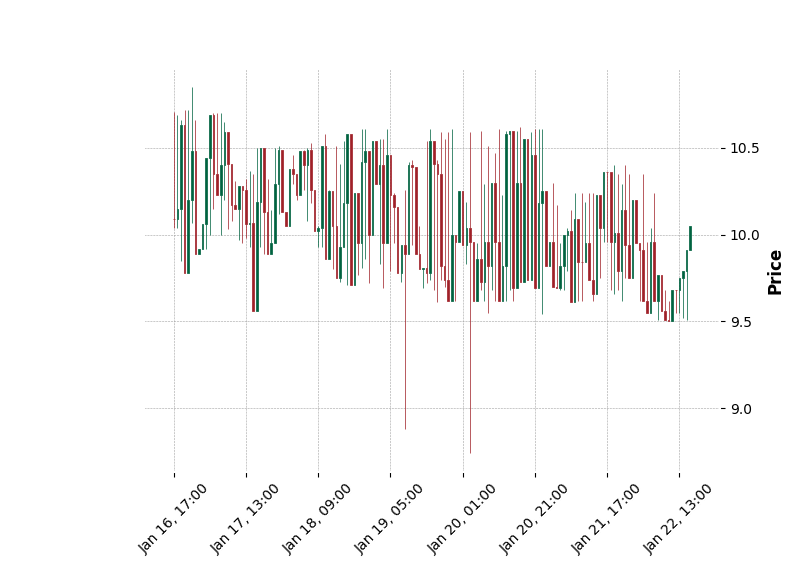 10.5
10.0
9.5
9.0
Price
Jan 16, 17:00
Jan 17, 13:00
Jan 18, 09:00
Jan 19, 05:00
Jan 20, 01:00
Jan 20, 21:00
Jan 21, 17:00
Jan 22, 13:00